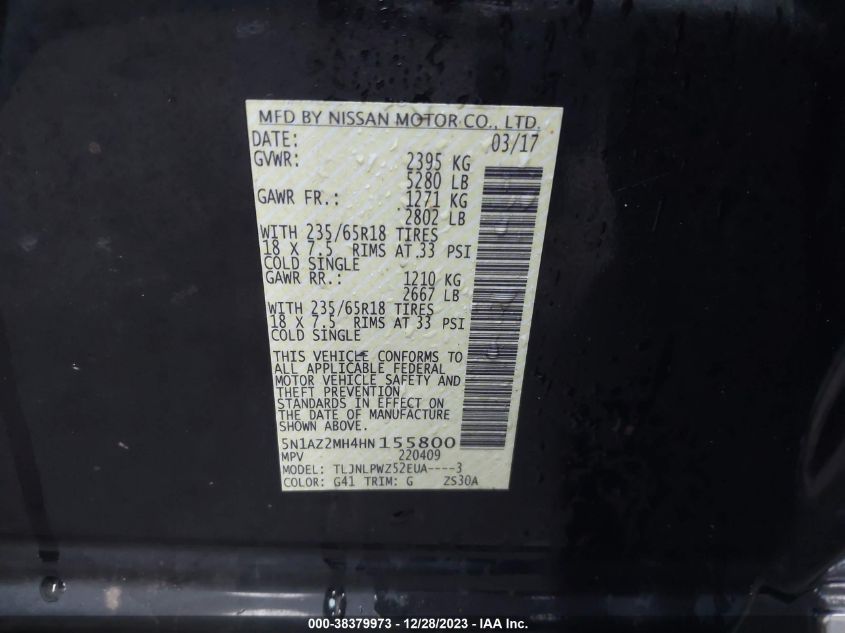 MFD BY NISSAN MOTOR CO., LTD.
DATE: 03/17
GVWR: 2395 KG
5280 LB
GAWR FR.: 1271 KG
2802 LB
WITH 235/65R18 TIRES
18 X 7.5 RIMS AT 33 PSI
COLD SINGLE
GAWR RR.: 1210 KG
2667 LB
WITH 235/65R18 TIRES
18 X 7.5 RIMS AT 33 PSI
COLD SINGLE
THIS VEHICLE CONFORMS TO
ALL APPLICABLE FEDERAL
MOTOR VEHICLE SAFETY AND
THEFT PREVENTION
STANDARDS IN EFFECT ON
THE DATE OF MANUFACTURE
SHOWN ABOVE.
5N1AZ2MH4HN155800
MPV 220409
MODEL: TLJNLPWZ52EUA----3
COLOR: G41 TRIM: G ZS30A
000-38379973 - 12/28/2023 - IAA Inc.